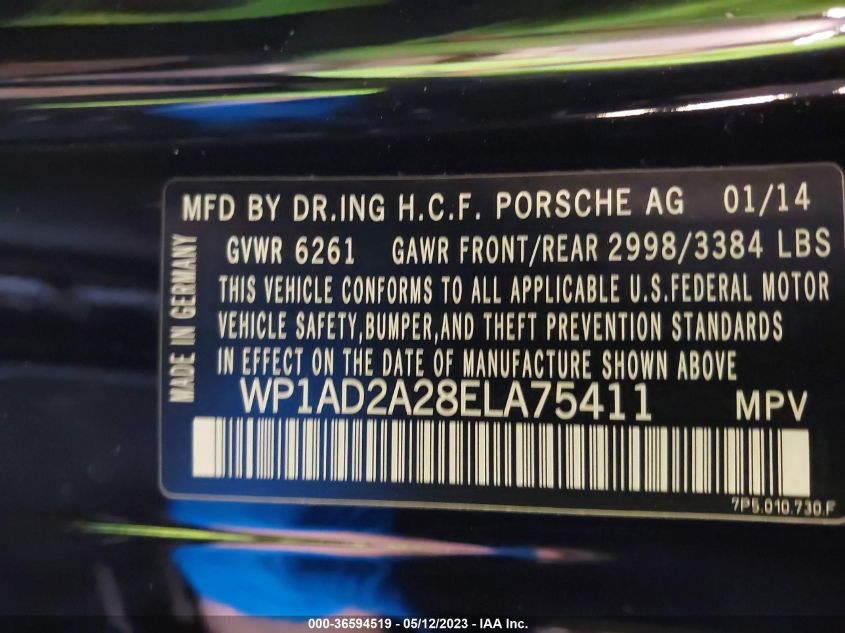 MFD BY DR.ING H.C.F. PORSCHE AG 01/14
GVWR 6261 GAWR FRONT/REAR 2998/3384 LBS
THIS VEHICLE CONFORMS TO ALL APPLICABLE U.S.FEDERAL MOTOR
VEHICLE SAFETY,BUMPER,AND THEFT PREVENTION STANDARDS
IN EFFECT ON THE DATE OF MANUFACTURE SHOWN ABOVE
MADE IN GERMANY
WP1AD2A28ELA75411 MPV
7P5.010.730.F
000-36594519 - 05/12/2023 - IAA Inc.